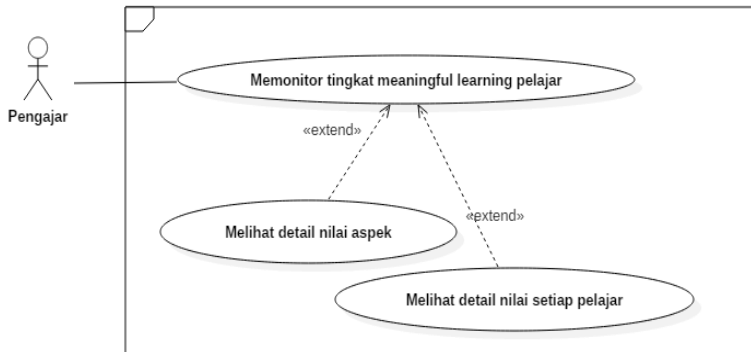 Memonitor tingkat meaningful learning pelajar
Pengajar
«extend»
«extend»
Melihat detail nilai aspek
Melihat detail nilai setiap pelajar